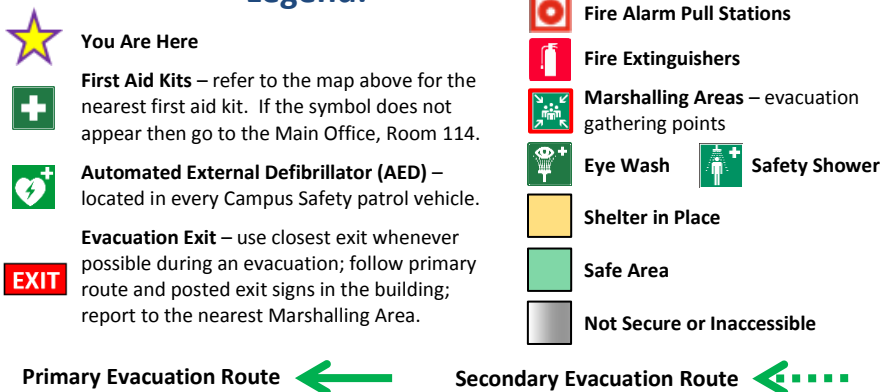 Legend:
You Are Here
First Aid Kits – refer to the map above for the
nearest first aid kit.  If the symbol does not
appear then go to the Main Office, Room 114.
Automated External Defibrillator (AED) –
located in every Campus Safety patrol vehicle.
Evacuation Exit – use closest exit whenever
possible during an evacuation; follow primary
route and posted exit signs in the building;
report to the nearest Marshalling Area.
EXIT
Fire Alarm Pull Stations
Fire Extinguishers
Marshalling Areas – evacuation
gathering points
Eye Wash
Safety Shower
Shelter in Place
Safe Area
Not Secure or Inaccessible
Primary Evacuation Route
Secondary Evacuation Route